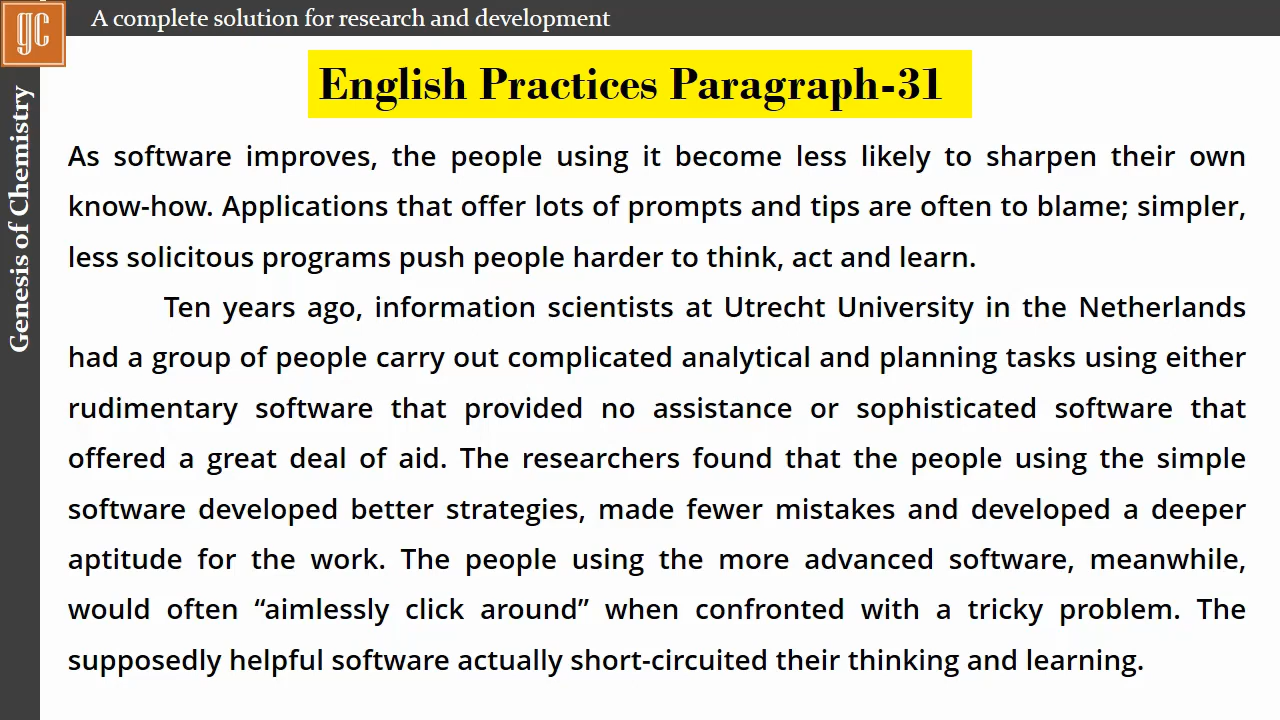 A complete solution for research and development
gc
Genesis of Chemistry
English Practices Paragraph-31
As software improves, the people using it become less likely to sharpen their own
know-how. Applications that offer lots of prompts and tips are often to blame; simpler,
less solicitous programs push people harder to think, act and learn.
Ten years ago, information scientists at Utrecht University in the Netherlands
had a group of people carry out complicated analytical and planning tasks using either
rudimentary software that provided no assistance or sophisticated software that
offered a great deal of aid. The researchers found that the people using the simple
software developed better strategies, made fewer mistakes and developed a deeper
aptitude for the work. The people using the more advanced software, meanwhile,
would often “aimlessly click around” when confronted with a tricky problem. The
supposedly helpful software actually short-circuited their thinking and learning.